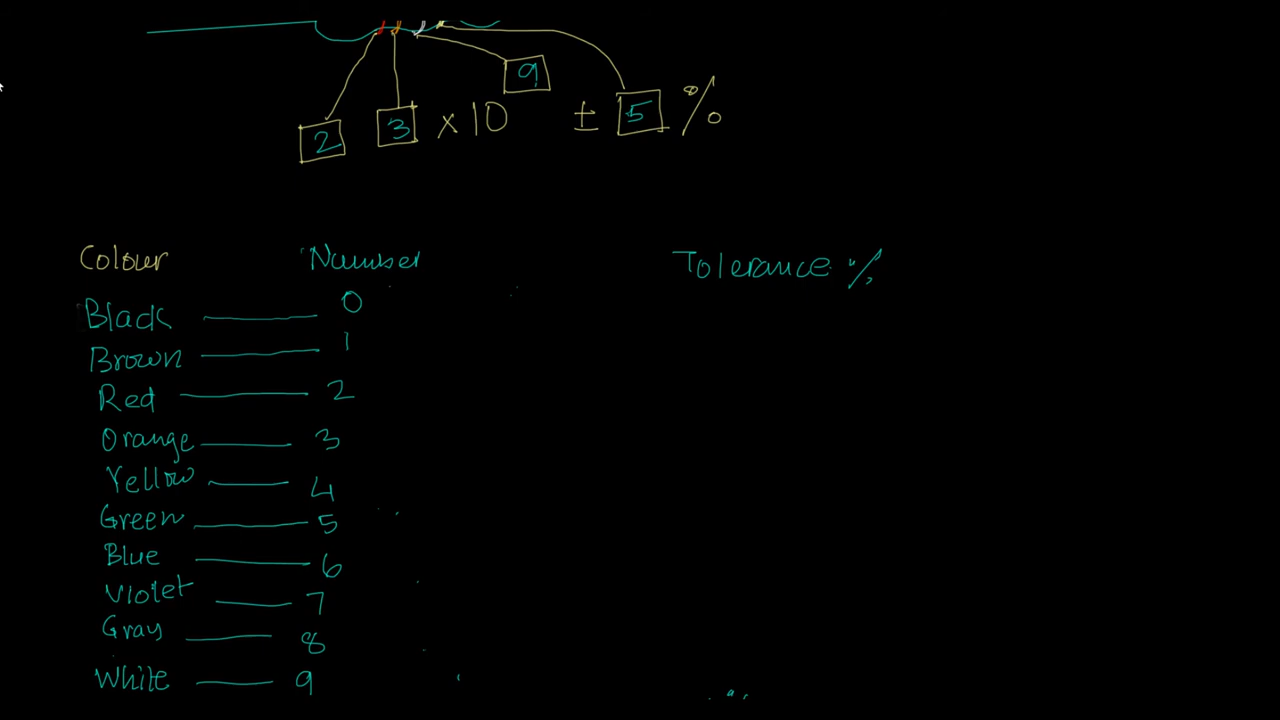 9
2 3 x 10 ± 5 %
Colour Number Tolerance %
Black 0
Brown 1
Red 2
Orange 3
Yellow 4
Green 5
Blue 6
Violet 7
Gray 8
White 9